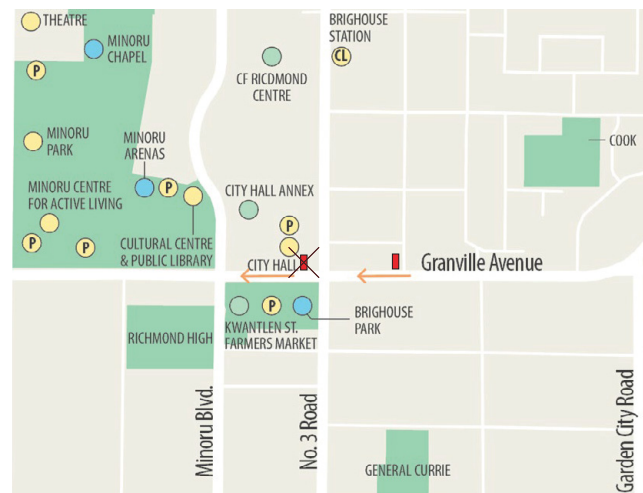 THEATRE
MINORU
CHAPEL
P
BRIGHOUSE
STATION
CL
CF RICDMOND
CENTRE
MINORU
PARK
MINORU
ARENAS
COOK
P
MINORU CENTRE
FOR ACTIVE LIVING
CITY HALL ANNEX
P
P
P
CULTURAL CENTRE
& PUBLIC LIBRARY
CITY HALL
Granville Avenue
P
RICHMOND HIGH
KWANTLEN ST.
FARMERS MARKET
BRIGHOUSE
PARK
Minoru Blvd.
No. 3 Road
GENERAL CURRIE
Garden City Road